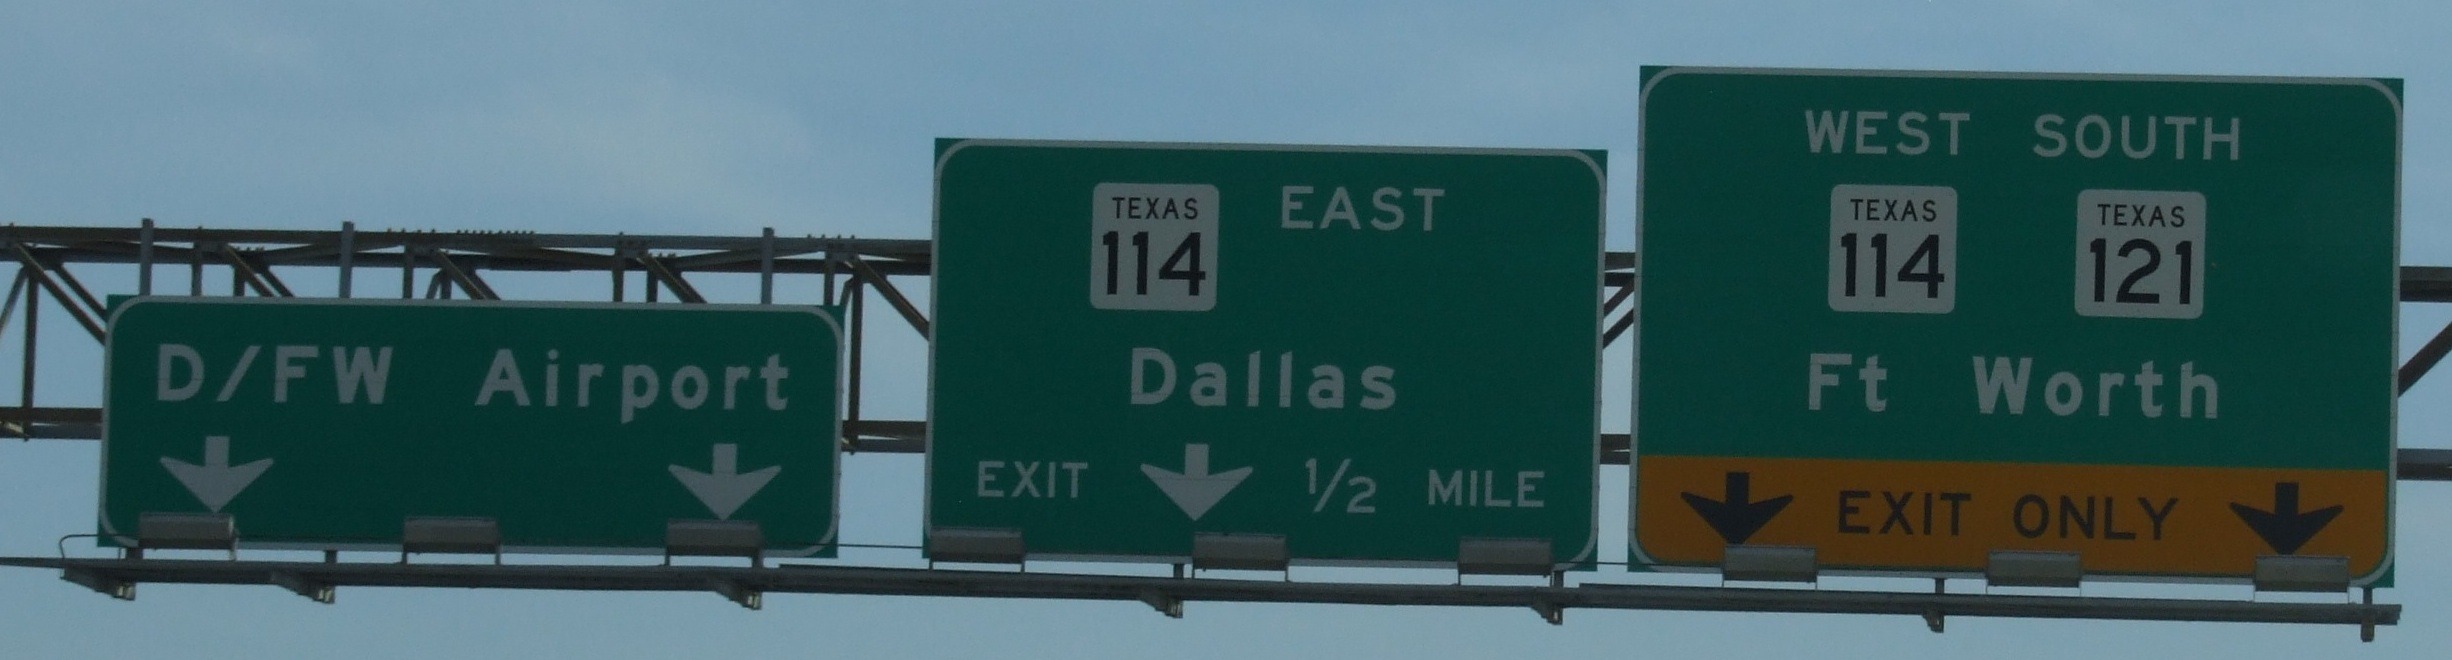 D/FW Airport
TEXAS
114
EAST
Dallas
EXIT 1/2 MILE
WEST SOUTH
TEXAS
114
TEXAS
121
Ft Worth
EXIT ONLY